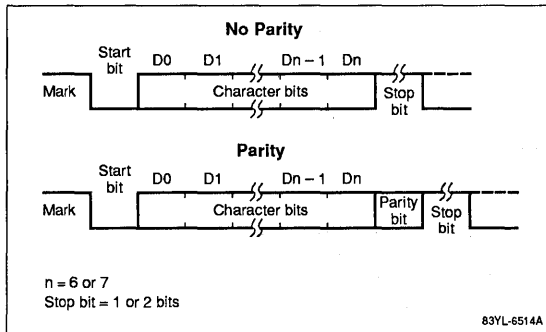 No Parity
Start bit D0 D1 Dn – 1 Dn
Mark Character bits Stop bit
Parity
Start bit D0 D1 Dn – 1 Dn
Mark Character bits Parity bit Stop bit
n = 6 or 7
Stop bit = 1 or 2 bits
83YL-6514A